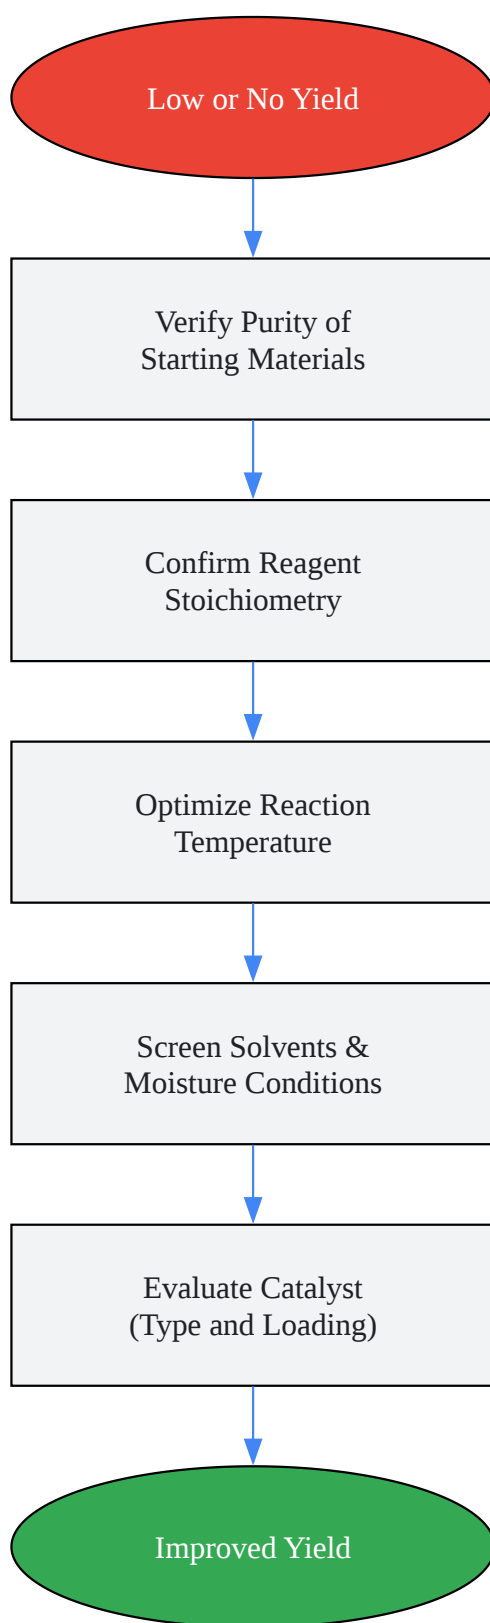 Low or No Yield
Verify Purity of
Starting Materials
Confirm Reagent
Stoichiometry
Optimize Reaction
Temperature
Screen Solvents &
Moisture Conditions
Evaluate Catalyst
(Type and Loading)
Improved Yield